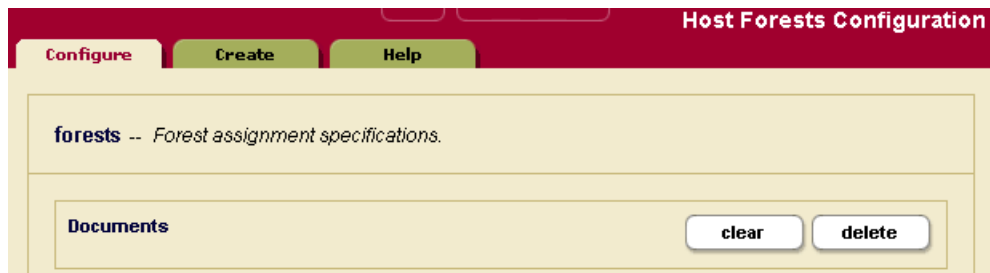 Host Forests Configuration
Configure Create Help
forests -- Forest assignment specifications.
Documents clear delete